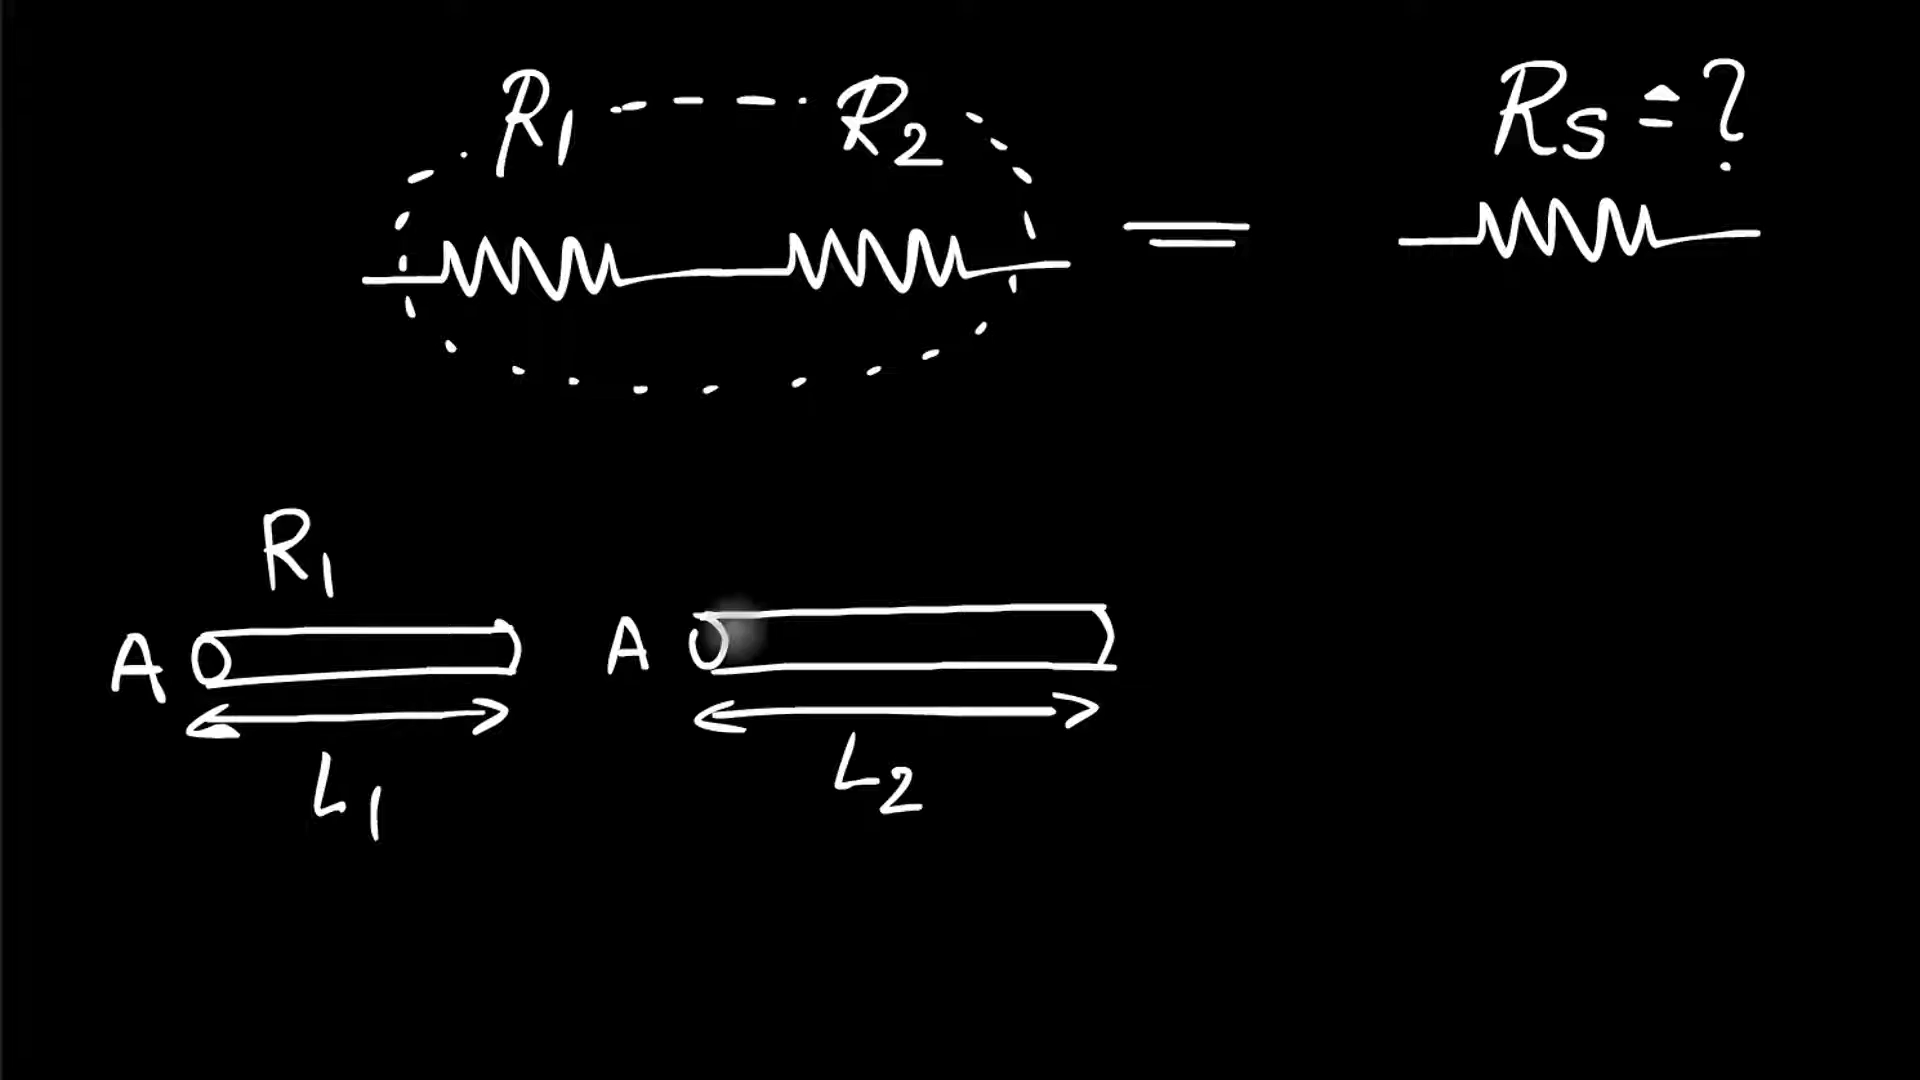 R1 R2 = Rs = ?
R1
A A
L1 L2